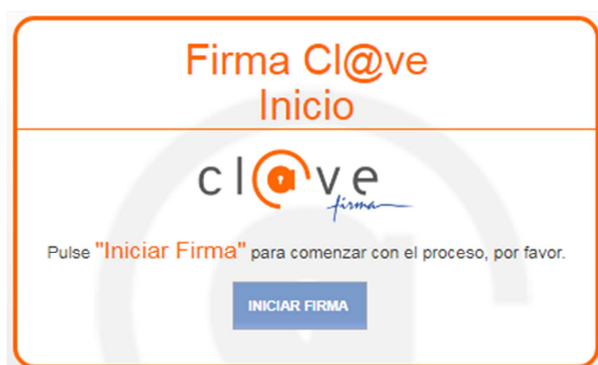 Firma Cl@ve
Inicio
cl@ve
firma
Pulse "Iniciar Firma" para comenzar con el proceso, por favor.
INICIAR FIRMA